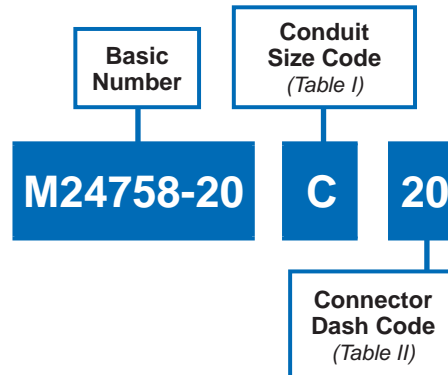 Basic
Number
Conduit
Size Code
(Table I)
M24758-20
C
20
Connector
Dash Code
(Table II)